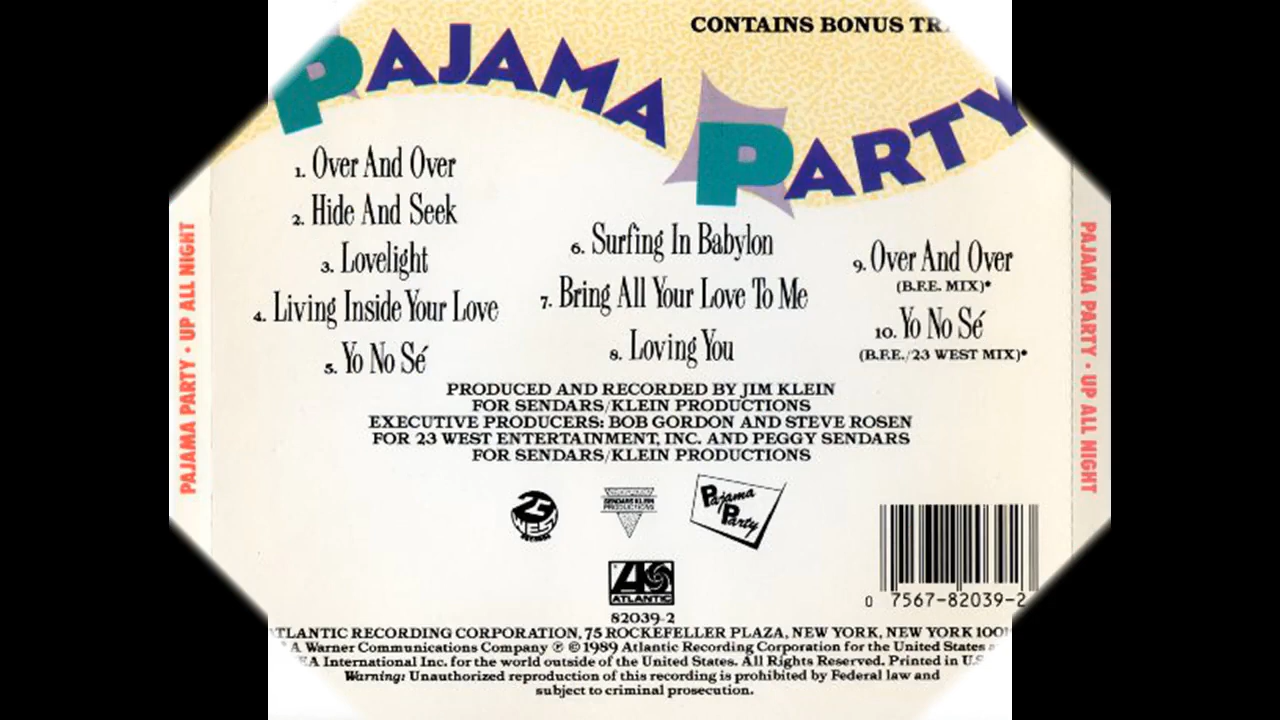 CONTAINS BONUS
PAJAMA PARTY
1. Over And Over
2. Hide And Seek
3. Lovelight
4. Living Inside Your Love
5. Yo No Sé
6. Surfing In Babylon
7. Bring All Your Love To Me
8. Loving You
9. Over And Over
(B.F.E. MIX)*
10. Yo No Sé
(B.F.E./23 WEST MIX)*
PRODUCED AND RECORDED BY JIM KLEIN
FOR SENDARS/KLEIN PRODUCTIONS
EXECUTIVE PRODUCERS: BOB GORDON AND STEVE ROSEN
FOR 23 WEST ENTERTAINMENT, INC. AND PEGGY SENDARS
FOR SENDARS/KLEIN PRODUCTIONS
PAJAMA PARTY · UP ALL NIGHT
PAJAMA PARTY · UP ALL NIGHT
23 WEST
SENDARS KLEIN
PRODUCTIONS
Pajama
Party
ATLANTIC
82039-2
0 7567-82039-2
ATLANTIC RECORDING CORPORATION, 75 ROCKEFELLER PLAZA, NEW YORK, NEW YORK
A Warner Communications Company ℗ © 1989 Atlantic Recording Corporation for the United States
International Inc. for the world outside of the United States. All Rights Reserved. Printed in
Warning: Unauthorized reproduction of this recording is prohibited by Federal law and
subject to criminal prosecution.